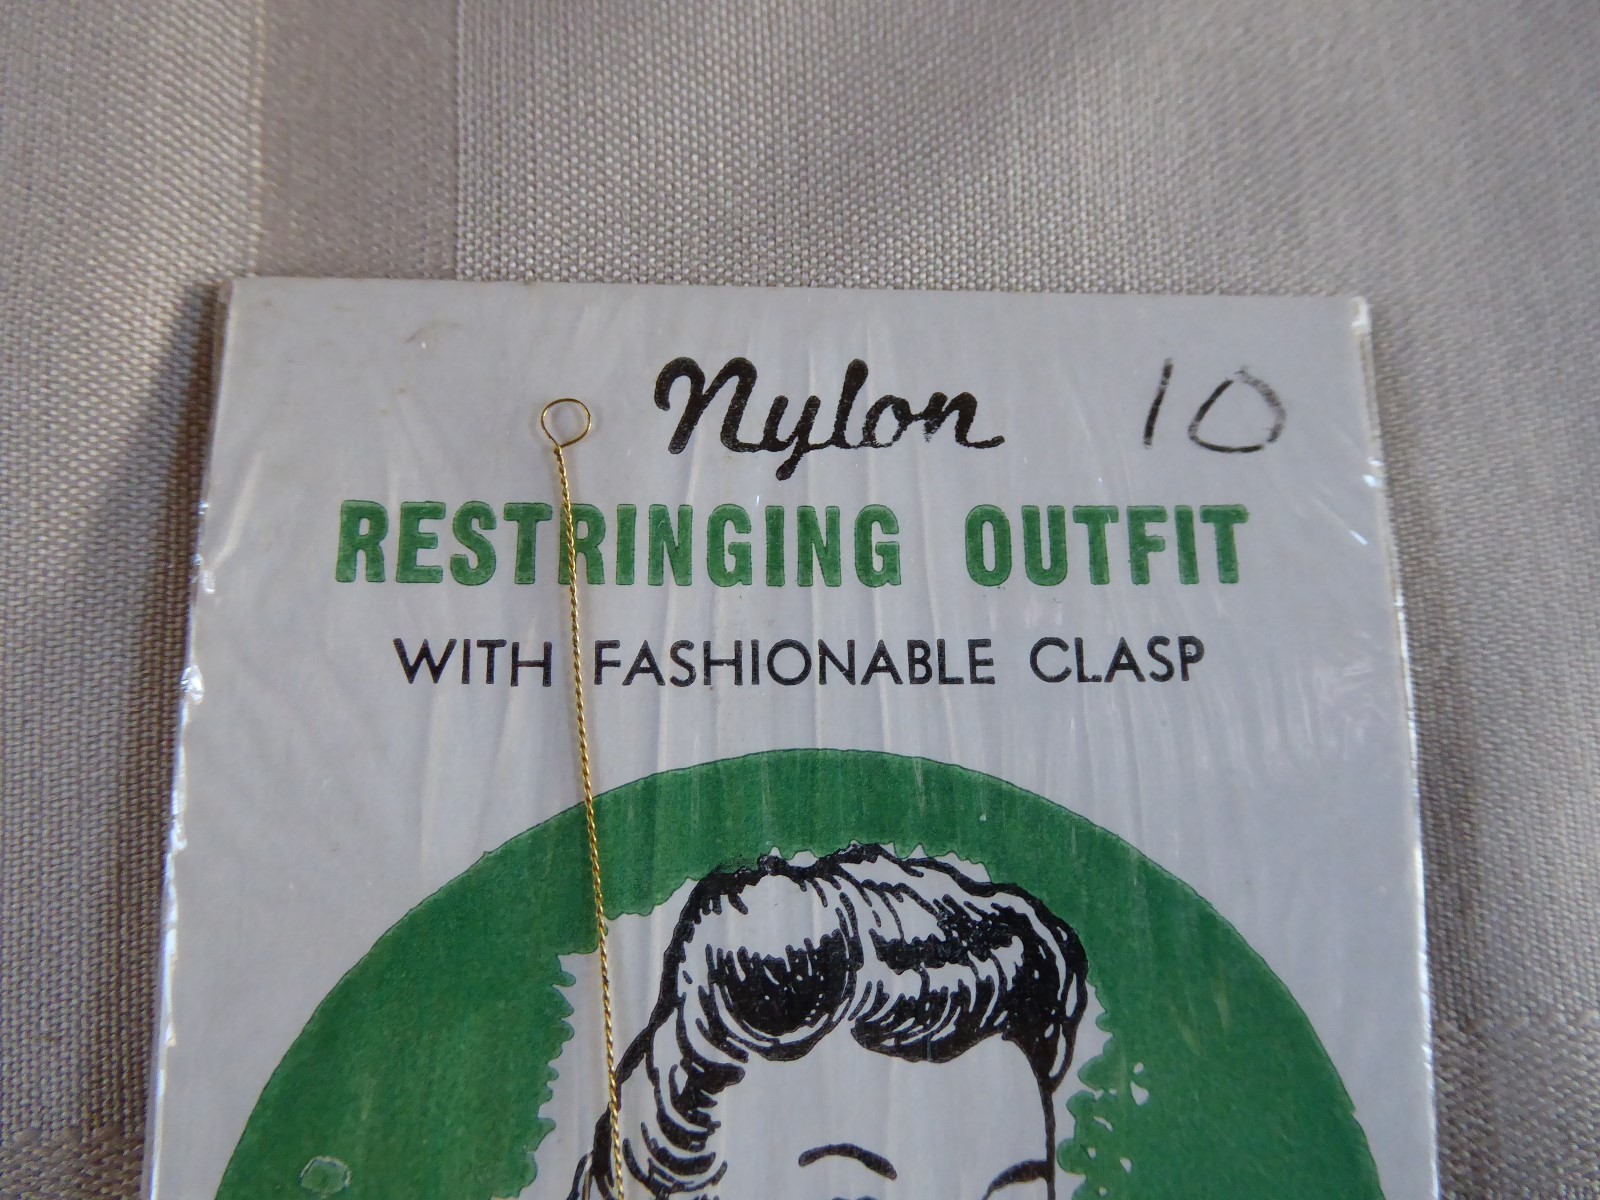 Nylon 10
RESTRINGING OUTFIT
WITH FASHIONABLE CLASP